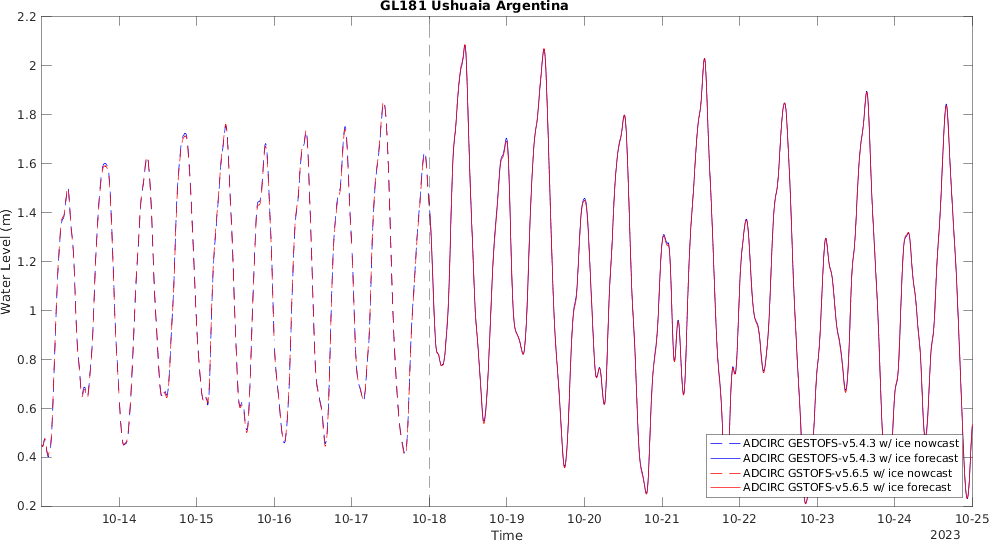 GL181 Ushuaia Argentina
2.2
2
1.8
1.6
1.4
1.2
1
0.8
0.6
0.4
0.2
Water Level (m)
10-14 10-15 10-16 10-17 10-18 10-19 10-20 10-21 10-22 10-23 10-24 10-25
Time
2023
ADCIRC GESTOFS-v5.4.3 w/ ice nowcast
ADCIRC GESTOFS-v5.4.3 w/ ice forecast
ADCIRC GSTOFS-v5.6.5 w/ ice nowcast
ADCIRC GSTOFS-v5.6.5 w/ ice forecast